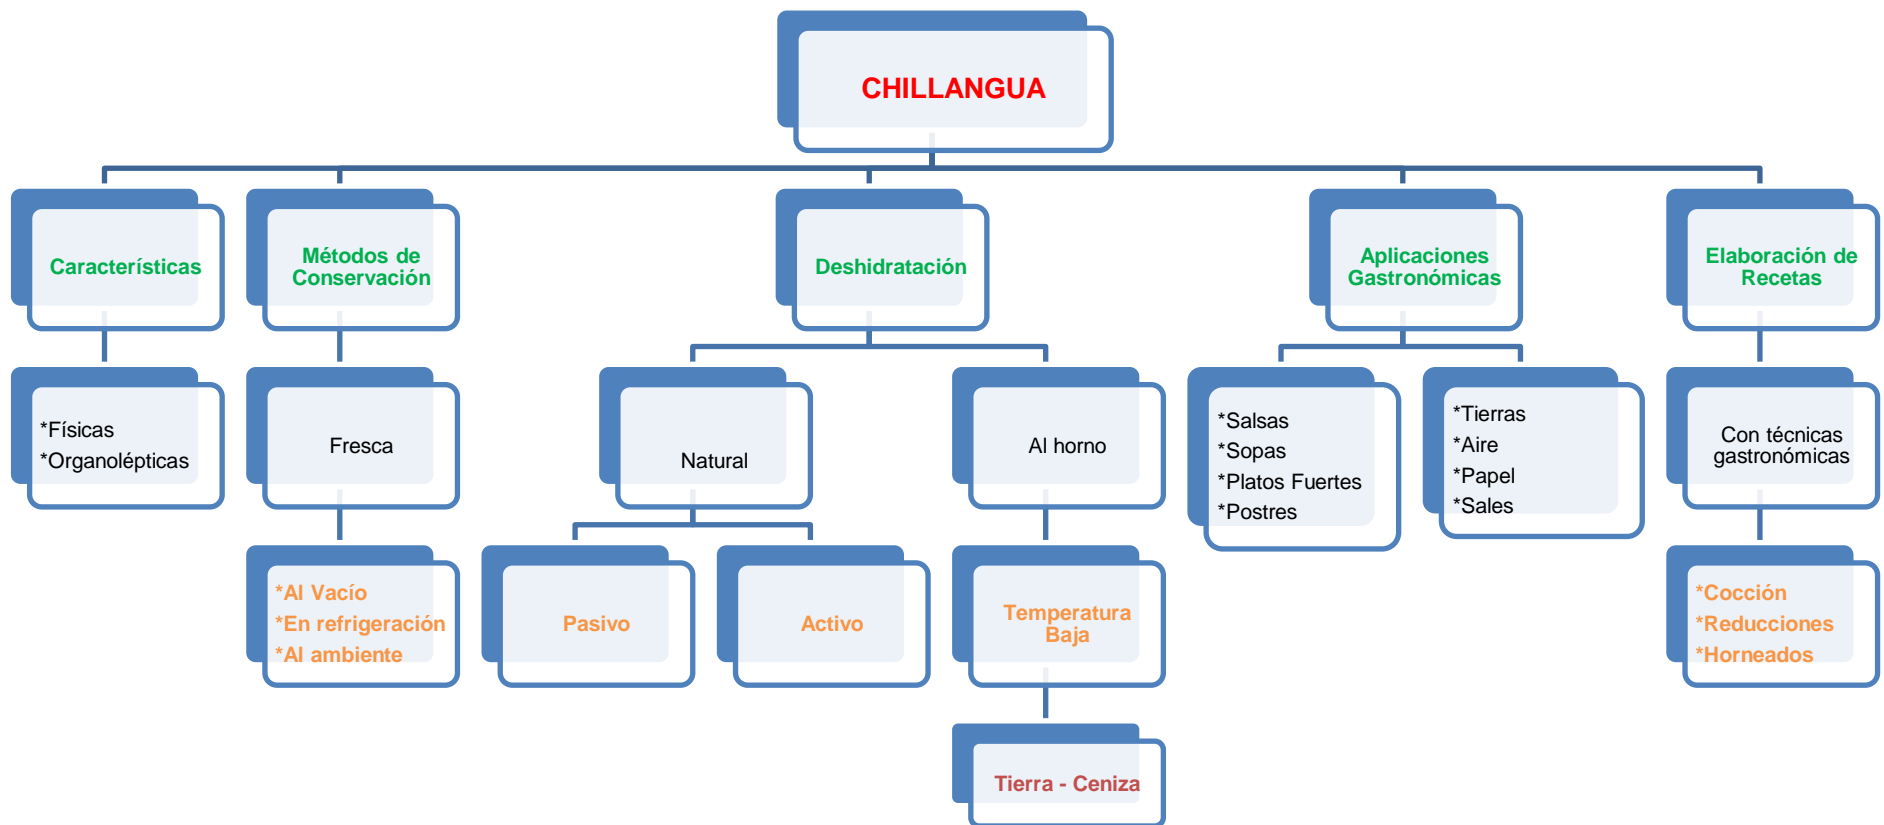 CHILLANGUA
Características
Métodos de
Conservación
Deshidratación
Aplicaciones
Gastronómicas
Elaboración de
Recetas
*Físicas
*Organolépticas
Fresca
Natural
Al horno
*Salsas
*Sopas
*Platos Fuertes
*Postres
*Tierras
*Aire
*Papel
*Sales
Con técnicas
gastronómicas
*Al Vacío
*En refrigeración
*Al ambiente
Pasivo
Activo
Temperatura
Baja
*Cocción
*Reducciones
*Horneados
Tierra - Ceniza